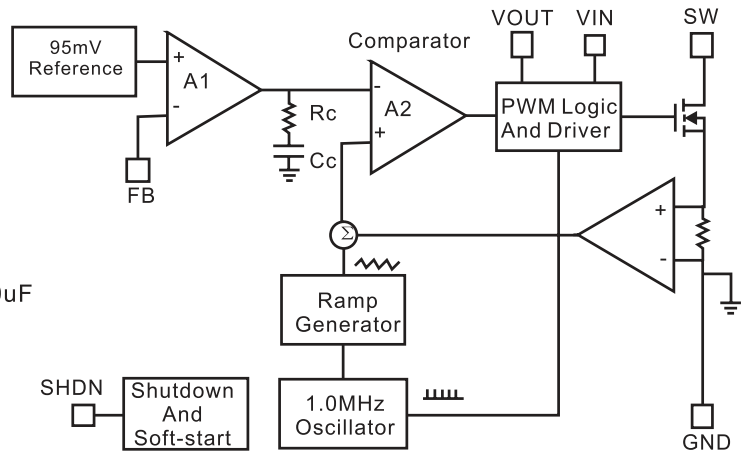 VOUT
VIN
SW
95mV
Reference
Comparator
+
A1
-
-
A2
+
Rc
Cc
PWM Logic
And Driver
FB
+
-
Σ
uF
Ramp
Generator
SHDN
Shutdown
And
Soft-start
1.0MHz
Oscillator
GND